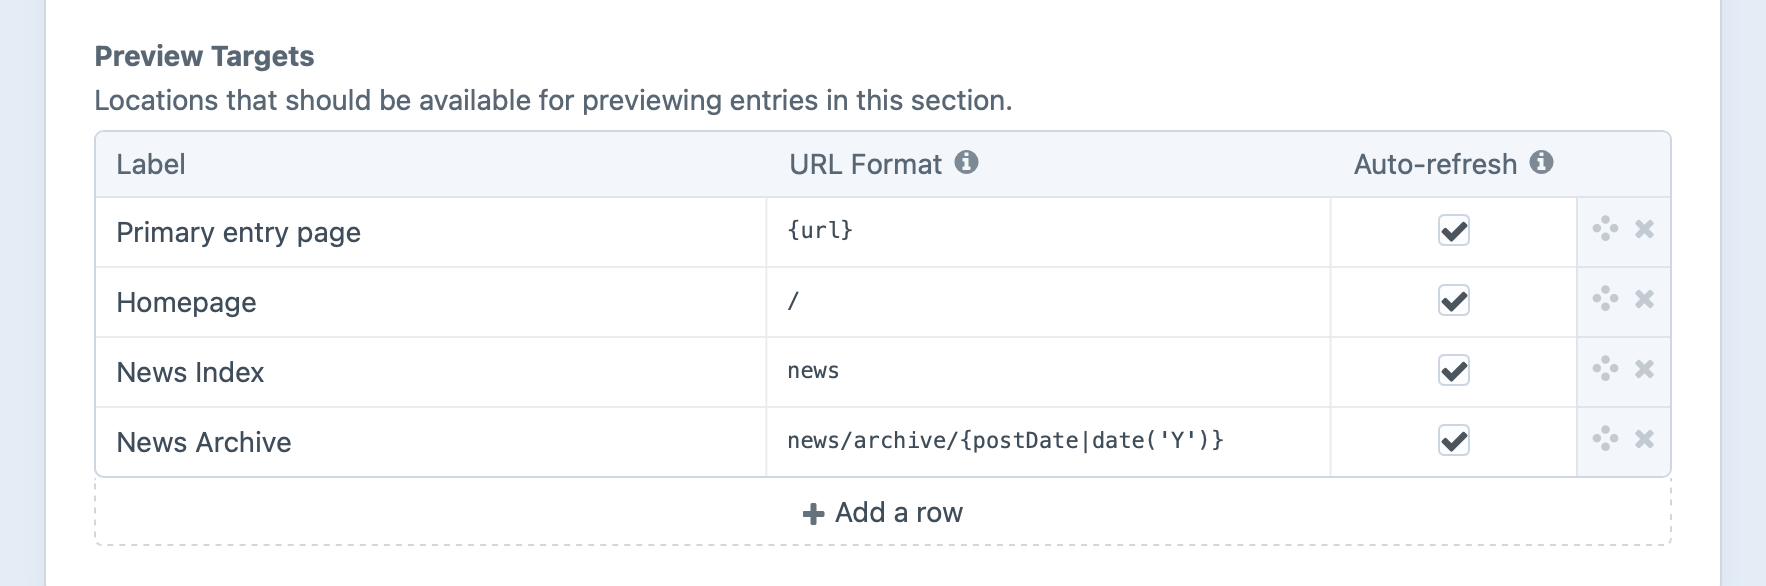 Preview Targets
Locations that should be available for previewing entries in this section.
Label URL Format Auto-refresh
Primary entry page {url}
Homepage /
News Index news
News Archive news/archive/{postDate|date('Y')}
Add a row